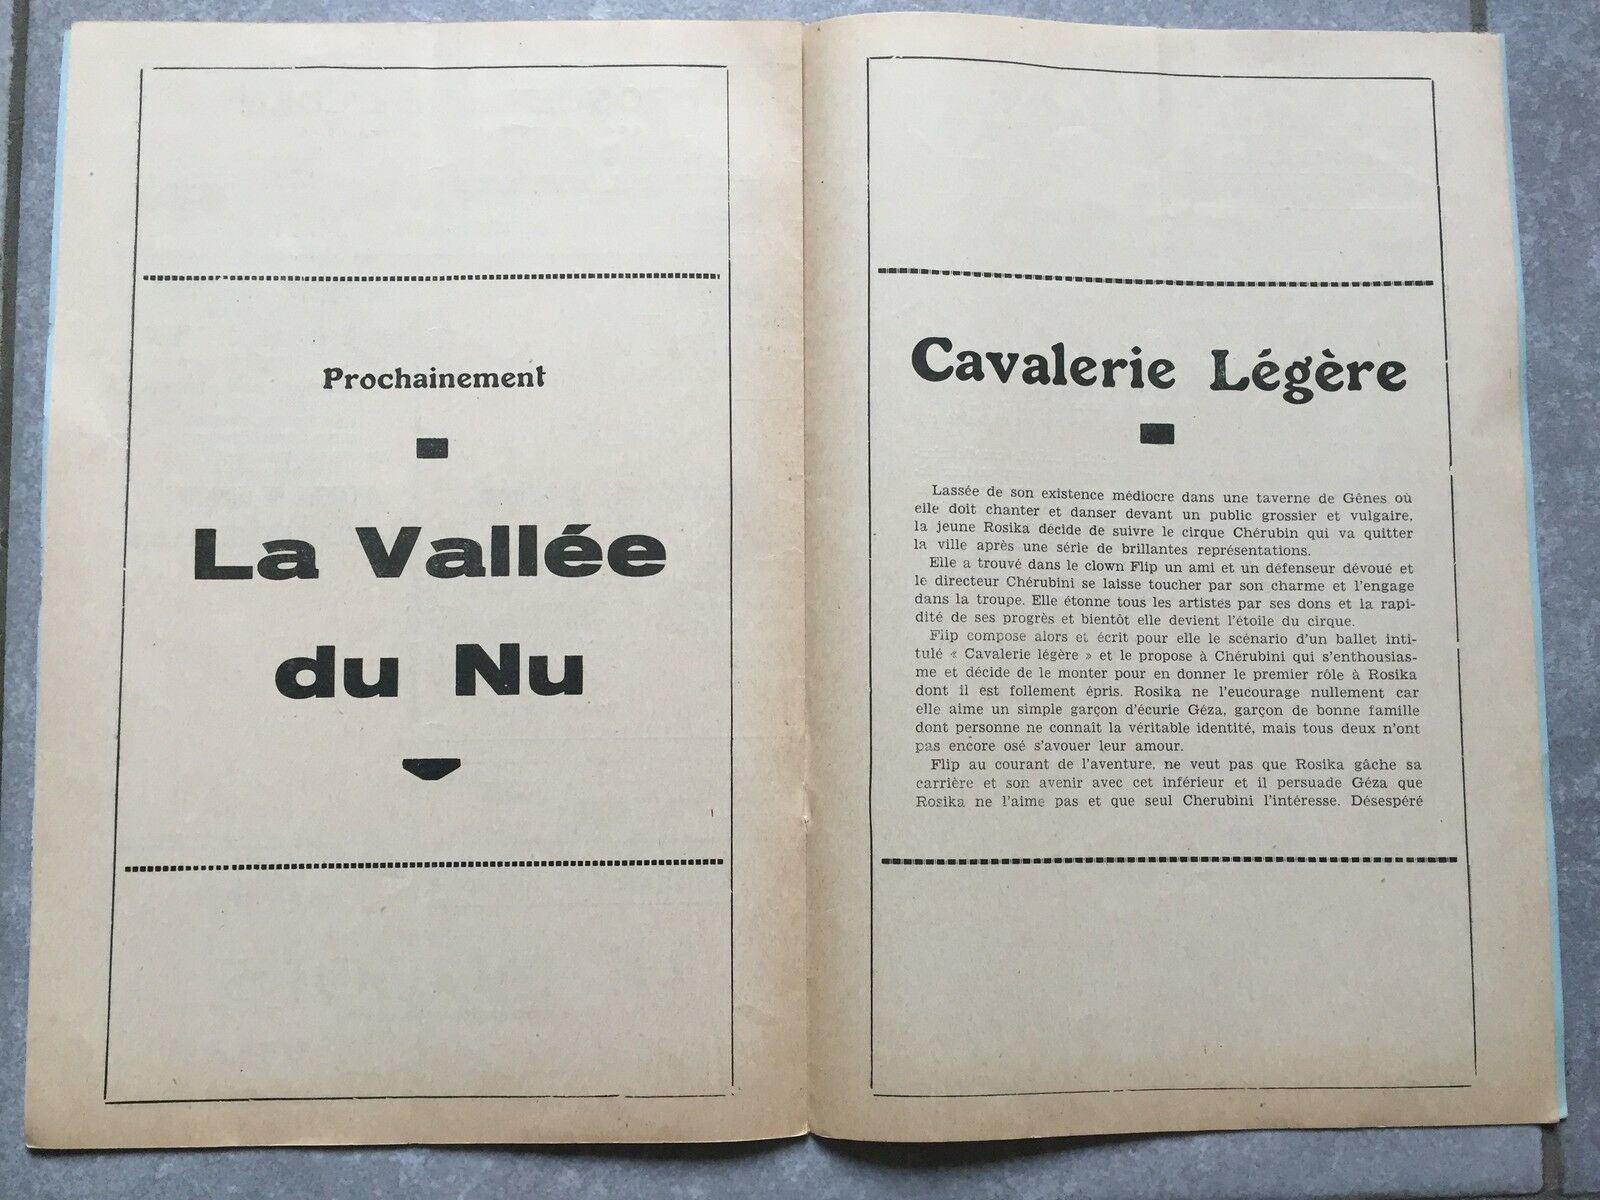 Prochainement
La Vallée
du Nu
Cavalerie Légère
Lassée de son existence médiocre dans une taverne de Gênes où
elle doit chanter et danser devant un public grossier et vulgaire,
la jeune Rosika décide de suivre le cirque Chérubin qui va quitter
la ville après une série de brillantes représentations.
Elle a trouvé dans le clown Flip un ami et un défenseur dévoué et
le directeur Chérubini se laisse toucher par son charme et l'engage
dans la troupe. Elle étonne tous les artistes par ses dons et la rapi-
dité de ses progrès et bientôt elle devient l'étoile du cirque.
Flip compose alors et écrit pour elle le scénario d'un ballet inti-
tulé « Cavalerie légère » et le propose à Chérubini qui s'enthousias-
me et décide de le monter pour en donner le premier rôle à Rosika
dont il est follement épris. Rosika ne l'eucourage nullement car
elle aime un simple garçon d'écurie Géza, garçon de bonne famille
dont personne ne connaît la véritable identité, mais tous deux n'ont
pas encore osé s'avouer leur amour.
Flip au courant de l'aventure, ne veut pas que Rosika gâche sa
carrière et son avenir avec cet inférieur et il persuade Géza que
Rosika ne l'aime pas et que seul Cherubini l'intéresse. Désespéré